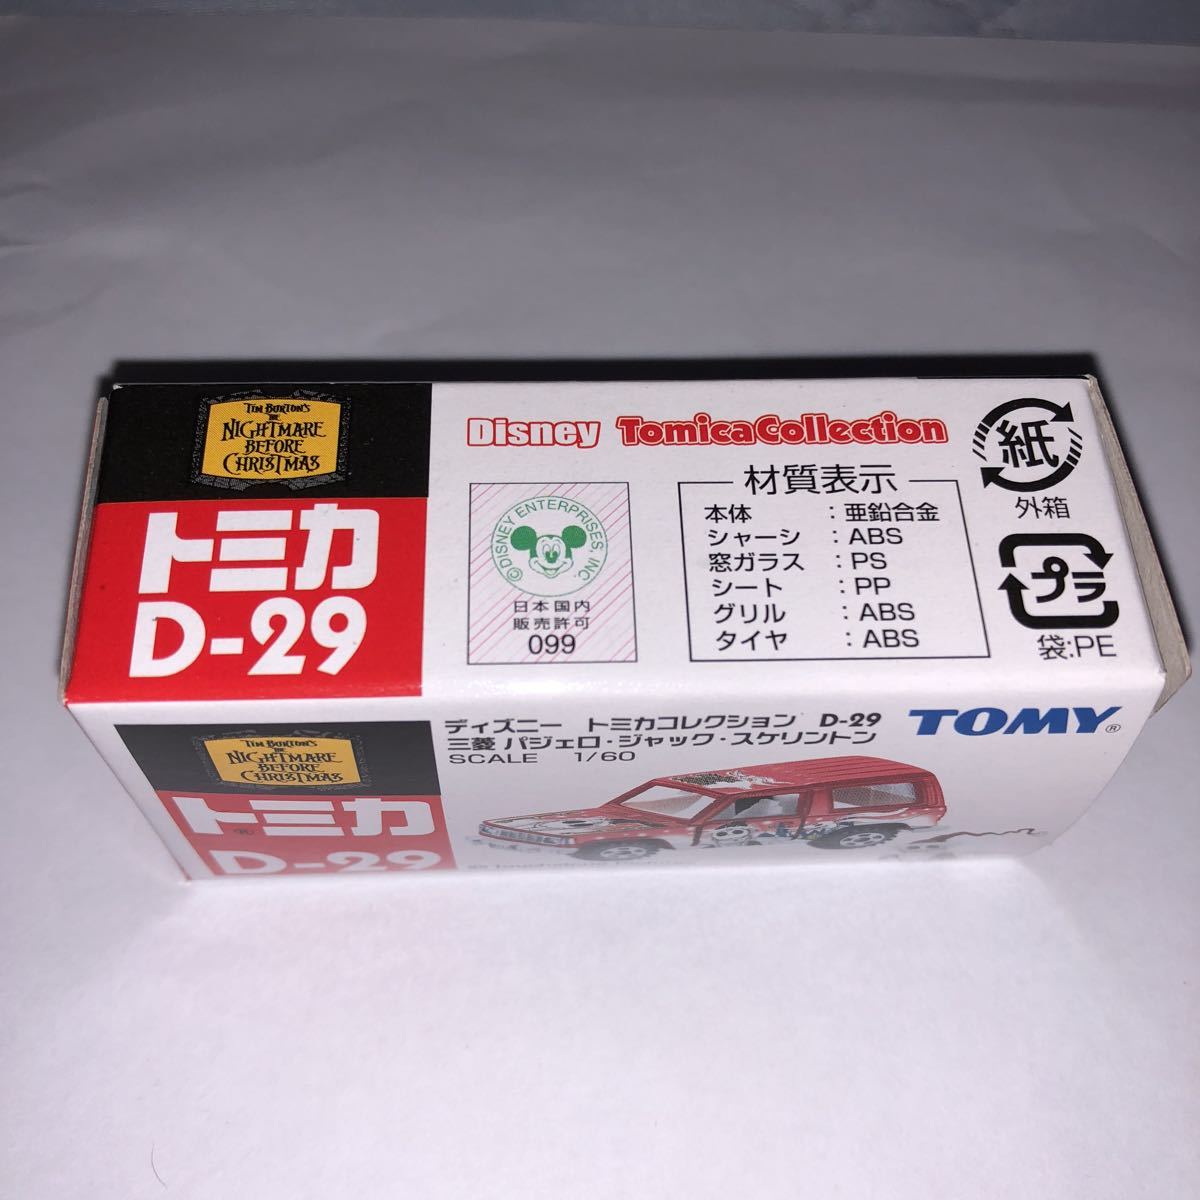 TIM BURTON'S
THE
NIGHTMARE
BEFORE
CHRISTMAS
トミカ
D-29
Disney TomicaCollection
©DISNEY ENTERPRISES, INC.
日本国内
販売許可
099
材質表示
本体 : 亜鉛合金
シャーシ : ABS
窓ガラス : PS
シート : PP
グリル : ABS
タイヤ : ABS
紙
外箱
プラ
袋:PE
TIM BURTON'S
THE
NIGHTMARE
BEFORE
CHRISTMAS
トミカ®
D-29
ディズニー トミカコレクション D-29
三菱 パジェロ・ジャック・スケリントン
SCALE 1/60
TOMY®